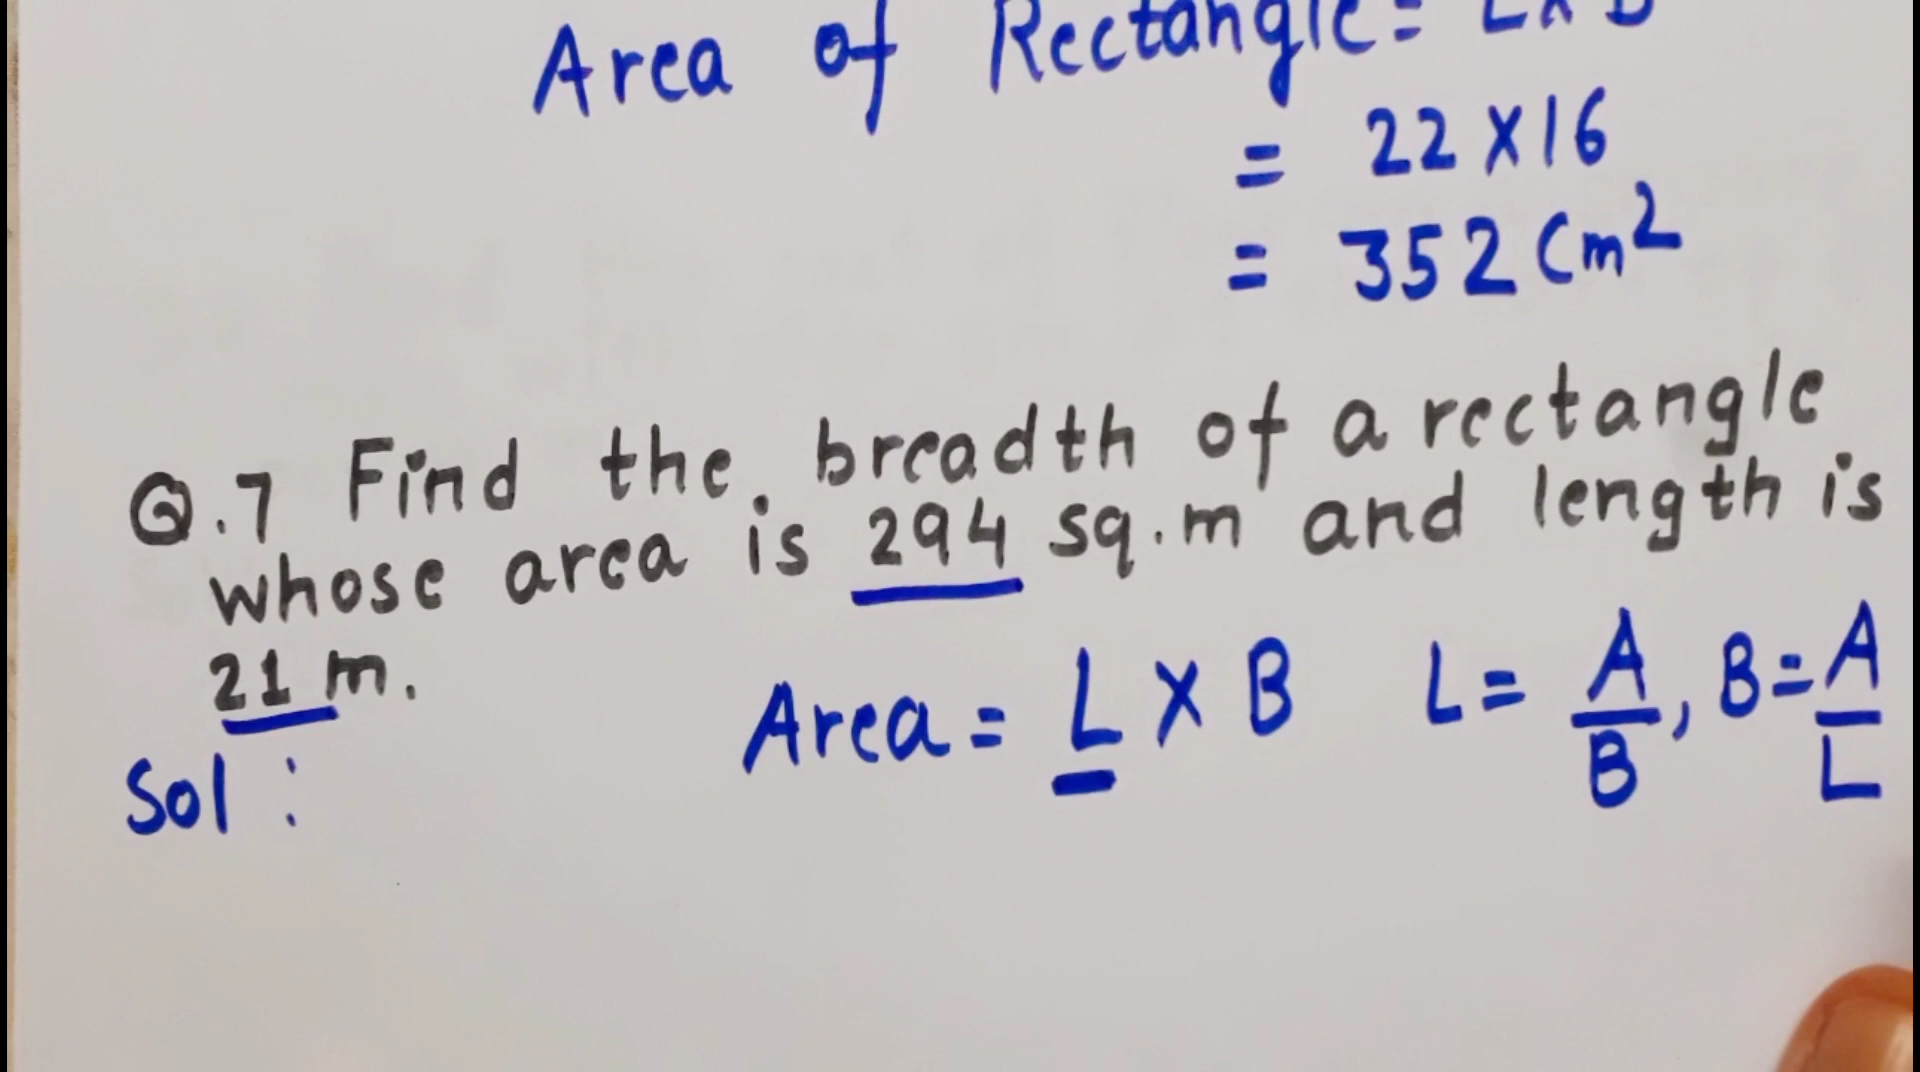 Area of Rectangle = L x B
= 22 x 16
= 352 Cm²
Q.7 Find the breadth of a rectangle
whose area is 294 sq.m and length is
21 m.
Area = L x B L = A/B, B = A/L
Sol :